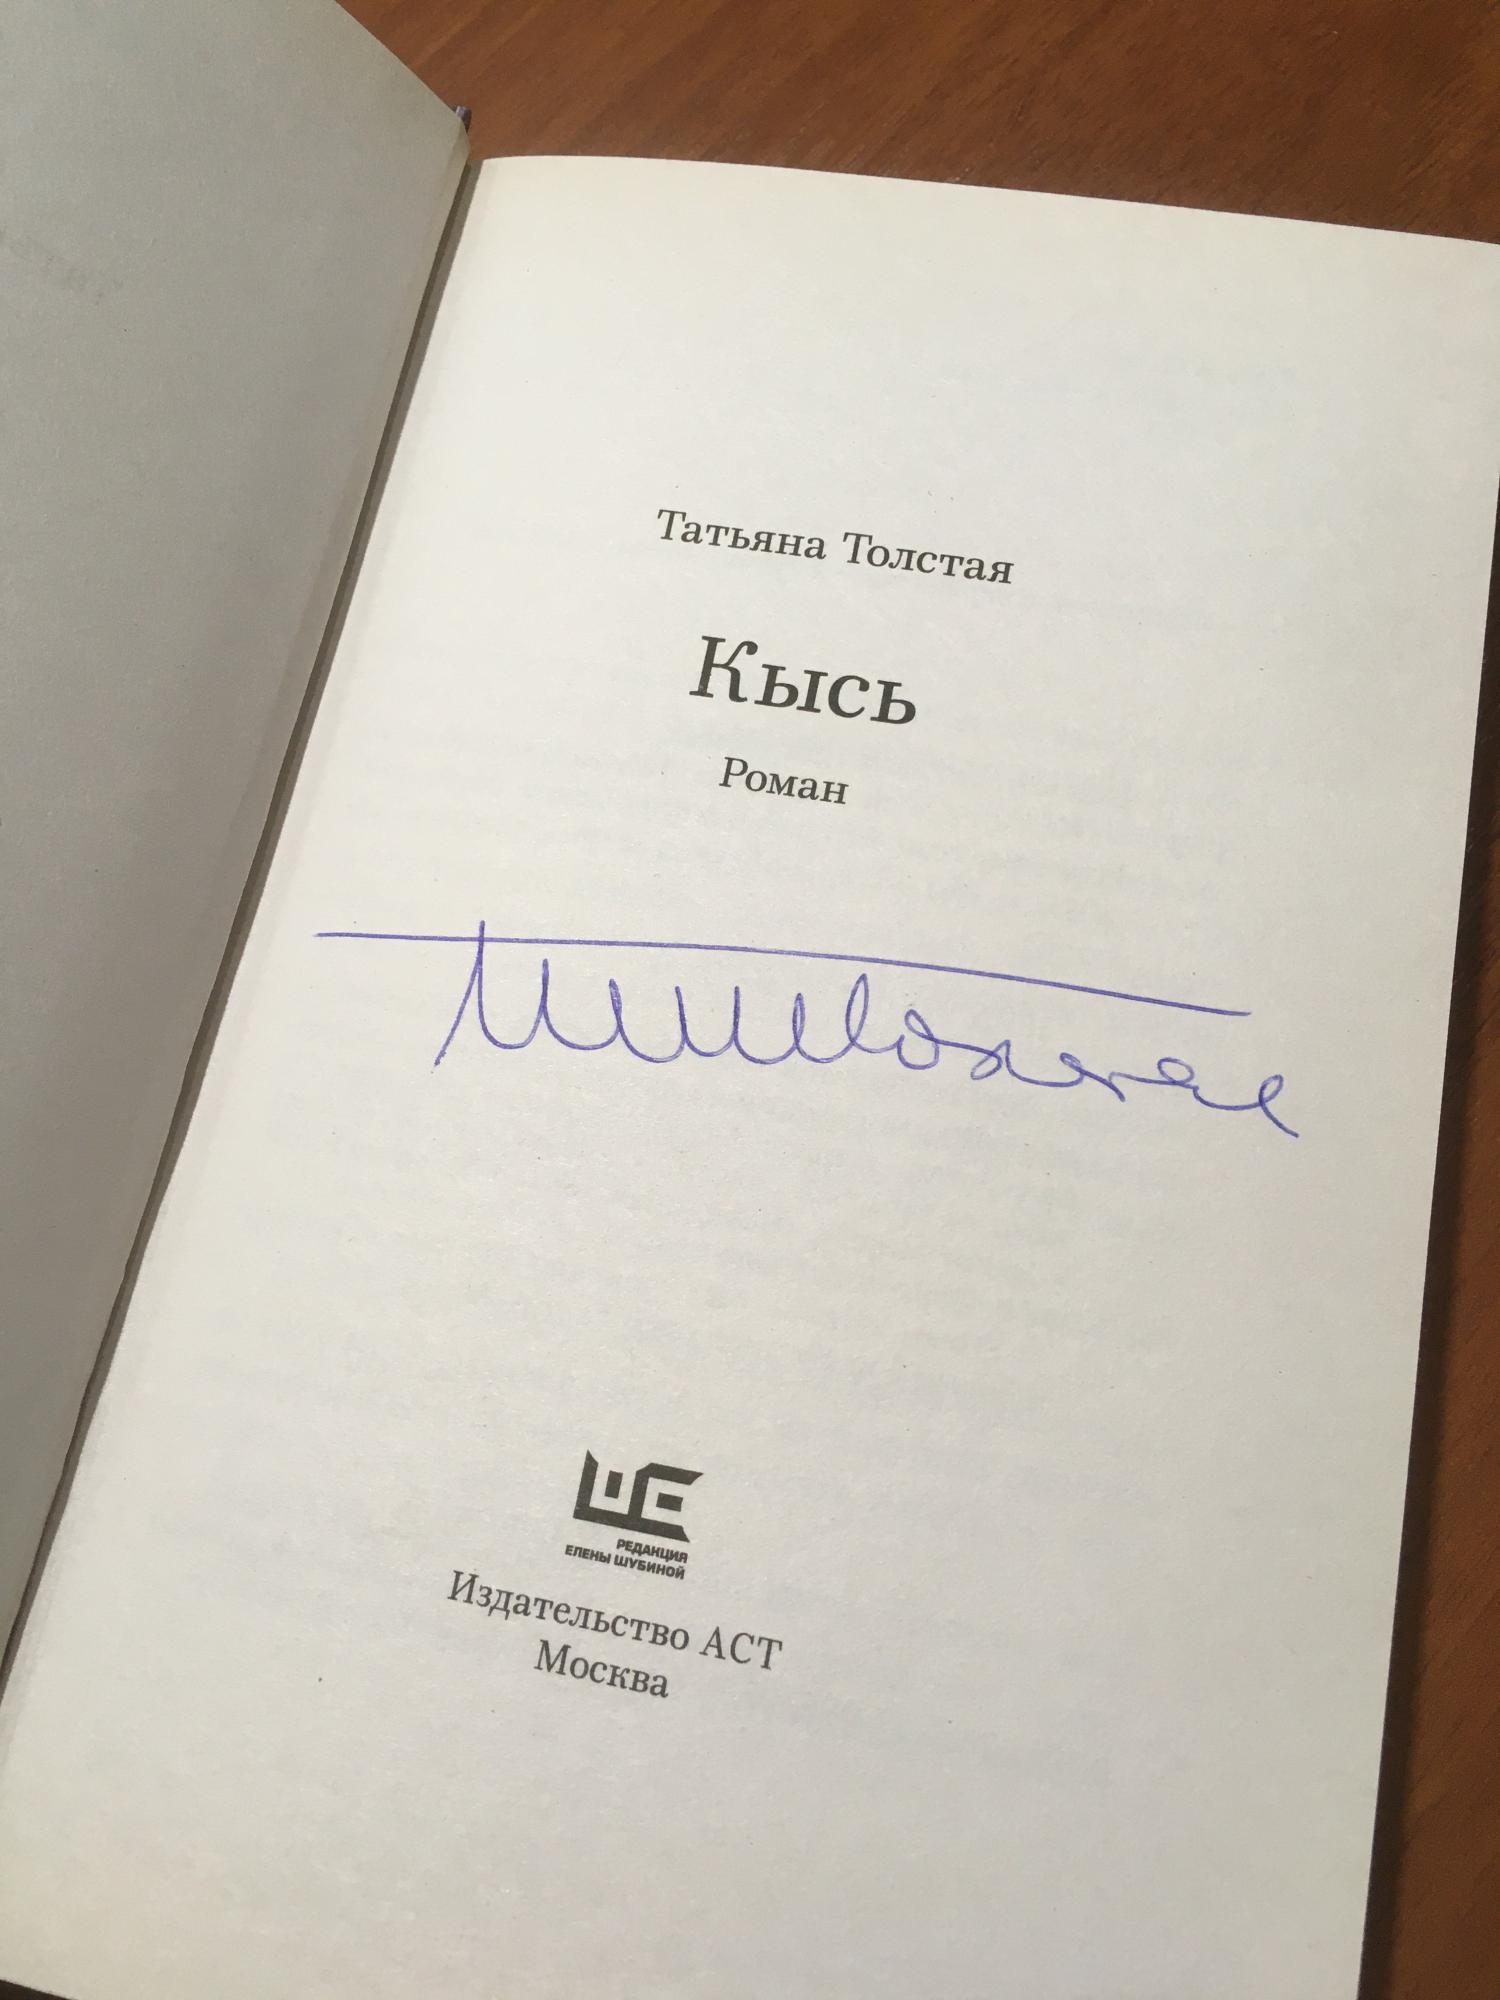 Татьяна Толстая
Кысь
Роман
РЕДАКЦИЯ
ЕЛЕНЫ ШУБИНОЙ
Издательство АСТ
Москва